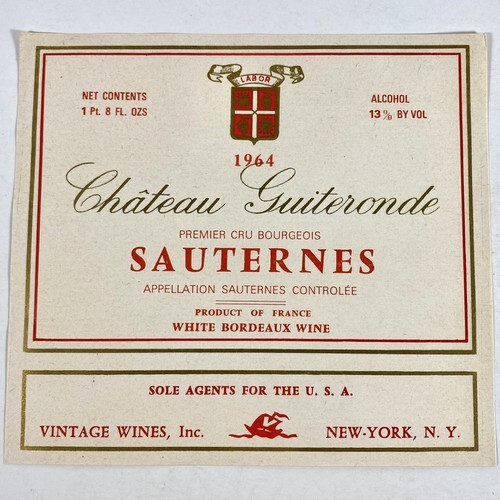 LABOR
NET CONTENTS
1 Pt. 8 FL. OZS
ALCOHOL
13% BY VOL
1964
Château Guiteronde
PREMIER CRU BOURGEOIS
SAUTERNES
APPELLATION SAUTERNES CONTROLÉE
PRODUCT OF FRANCE
WHITE BORDEAUX WINE
SOLE AGENTS FOR THE U. S. A.
VINTAGE WINES, Inc.
NEW-YORK, N. Y.